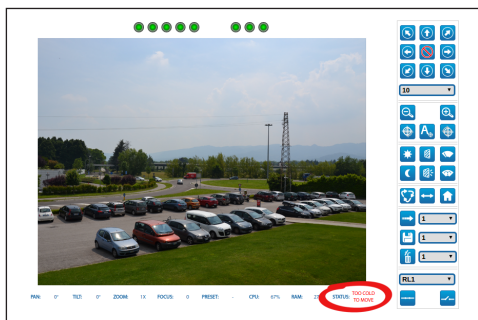 10
A
PAN: 0° TILT: 0° ZOOM: 1X FOCUS: 0 PRESET: - CPU: 67% RAM: STATUS: TOO COLD
TO MOVE
1
1
1
RL1